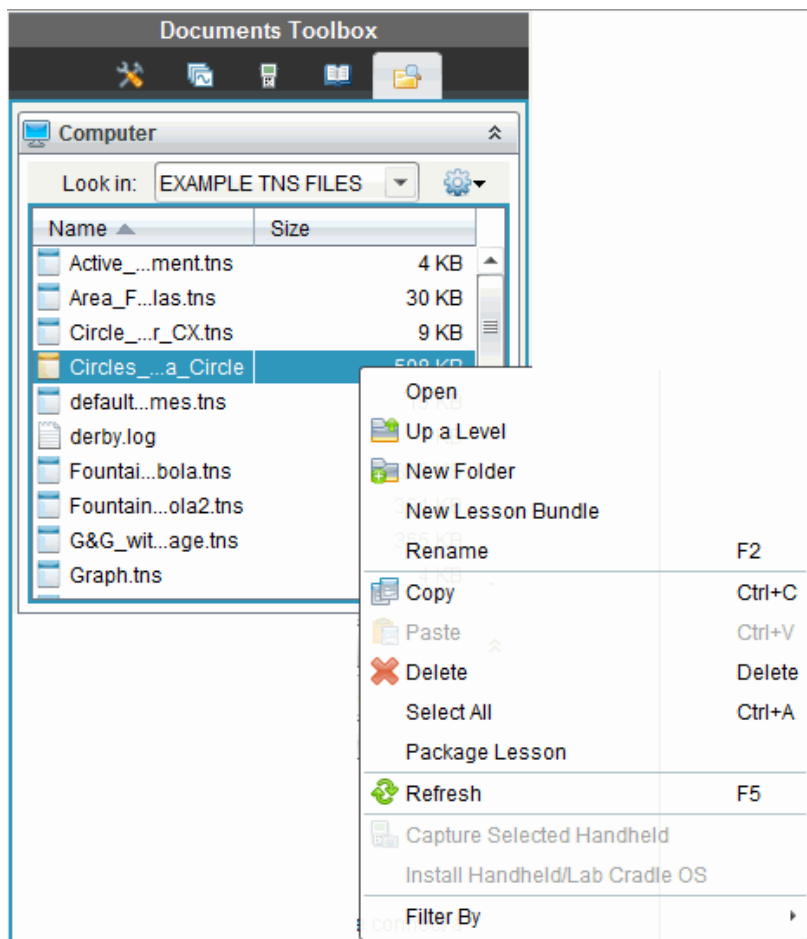 Documents Toolbox
Computer
Look in: EXAMPLE TNS FILES
Name Size
Active_...ment.tns 4 KB
Area_F...las.tns 30 KB
Circle_...r_CX.tns 9 KB
Circles_...a_Circle 508 KB
default...mes.tns
derby.log
Fountai...bola.tns
Fountain...ola2.tns
G&G_wit...age.tns
Graph.tns
Open
Up a Level
New Folder
New Lesson Bundle
Rename F2
Copy Ctrl+C
Paste Ctrl+V
Delete Delete
Select All Ctrl+A
Package Lesson
Refresh F5
Capture Selected Handheld
Install Handheld/Lab Cradle OS
Filter By